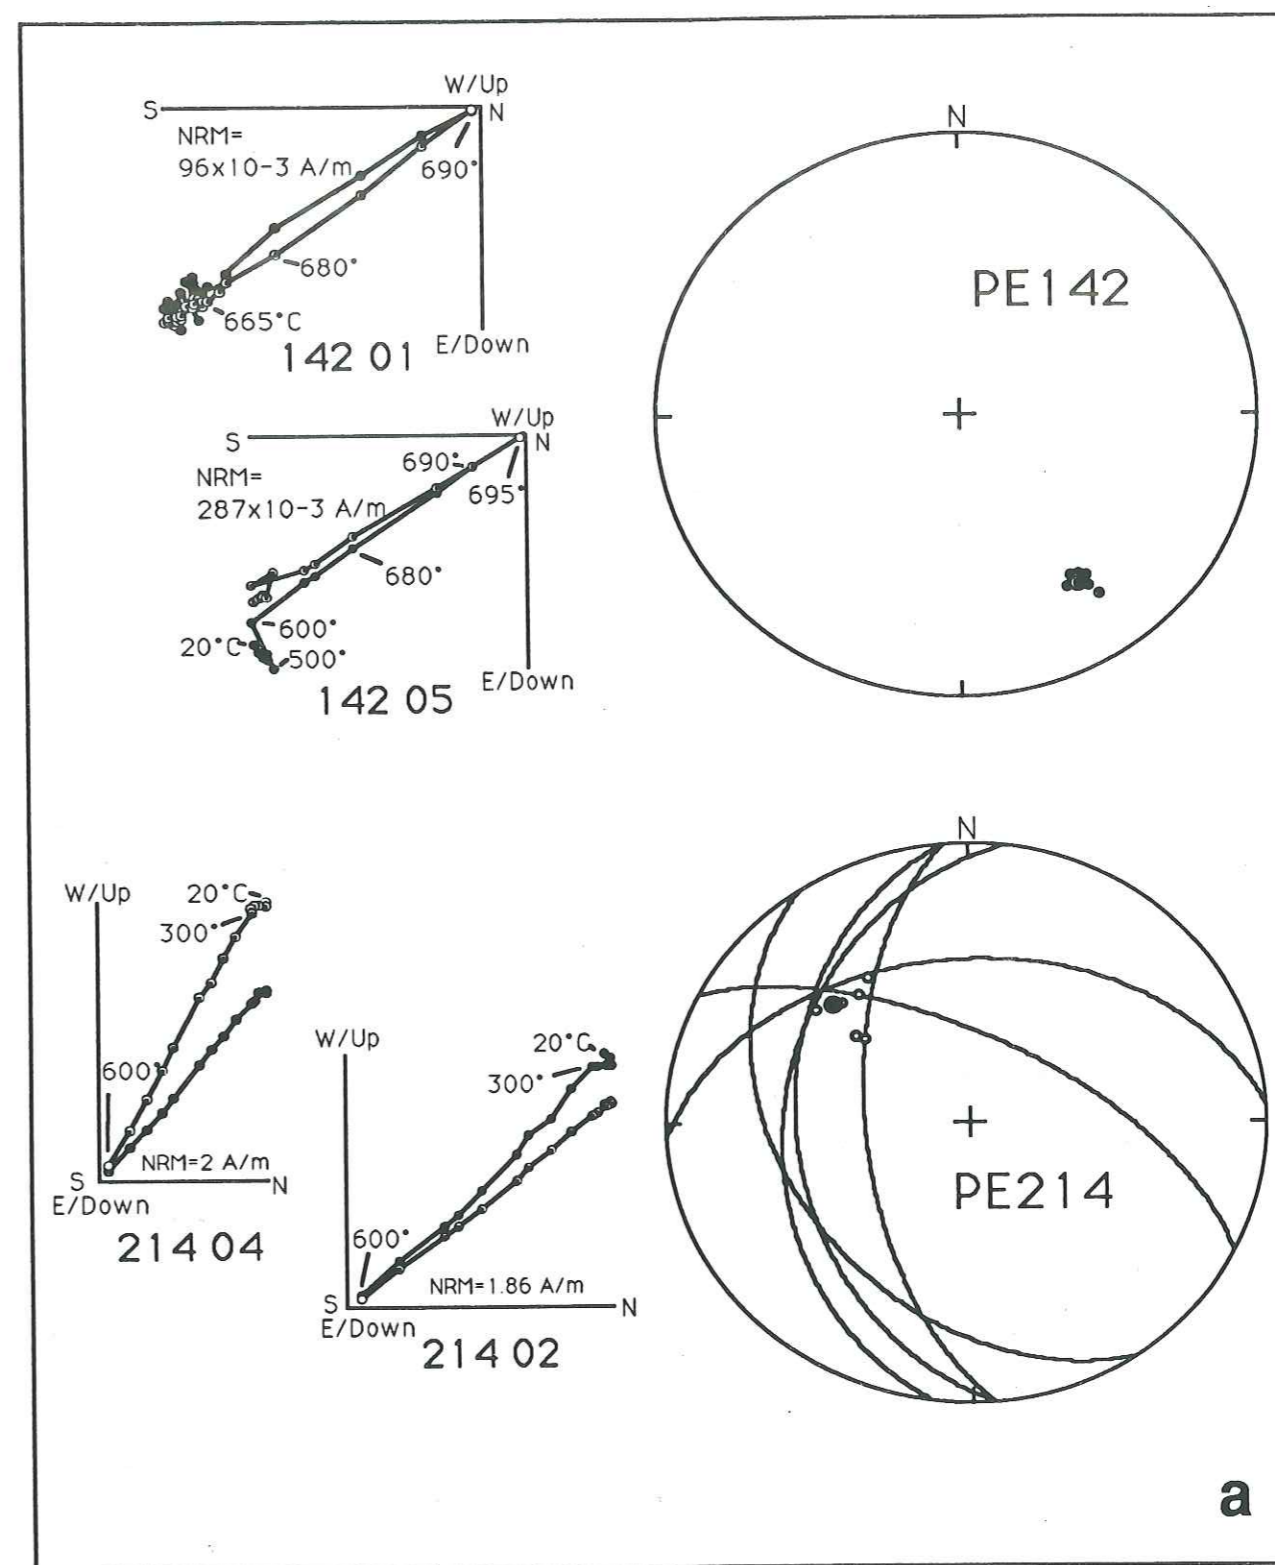 W/Up
S
N
NRM=
96x10-3 A/m
690°
680°
665°C
E/Down
142 01
N
PE142
W/Up
S
N
690°
NRM=
287x10-3 A/m
695°
680°
600°
20°C
500°
E/Down
142 05
W/Up
20°C
300°
600°
NRM=2 A/m
S
N
E/Down
214 04
W/Up
20°C
300°
600°
NRM=1.86 A/m
S
N
E/Down
214 02
N
PE214
a